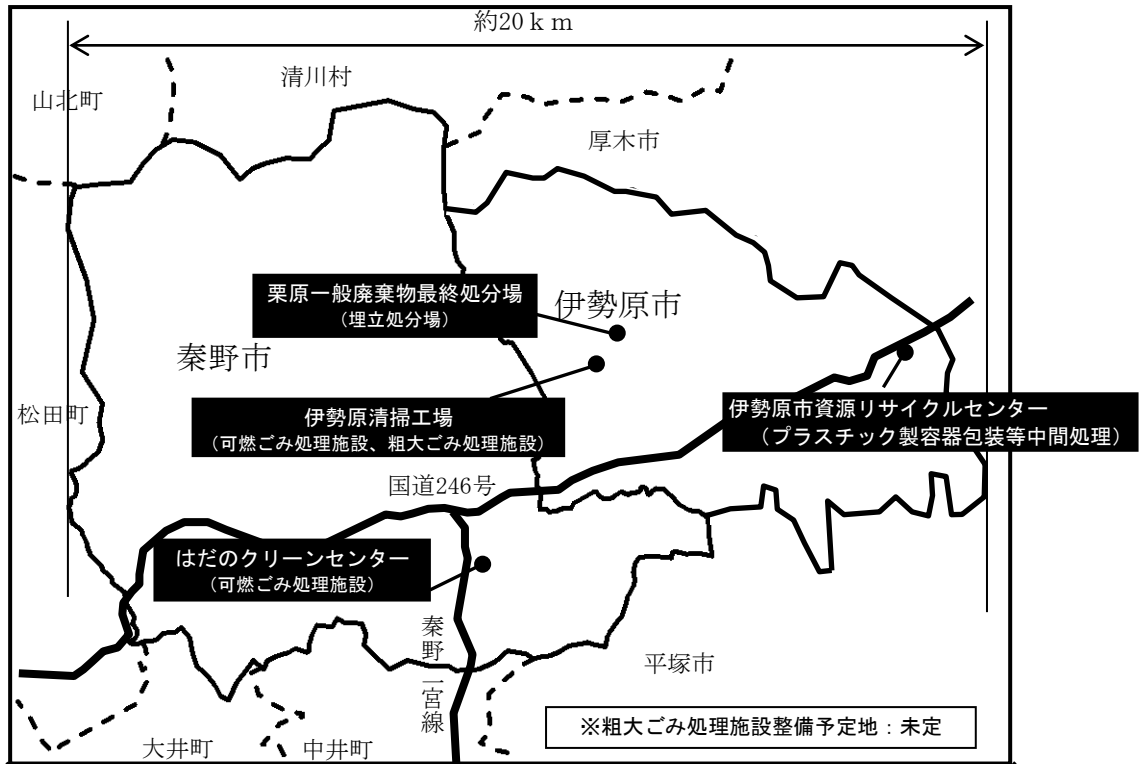 約20ｋｍ
清川村
山北町
厚木市
栗原一般廃棄物最終処分場
（埋立処分場）
伊勢原市
秦野市
松田町
伊勢原清掃工場
（可燃ごみ処理施設、粗大ごみ処理施設）
伊勢原市資源リサイクルセンター
（プラスチック製容器包装等中間処理）
国道246号
はだのクリーンセンター
（可燃ごみ処理施設）
秦野二宮線
平塚市
※粗大ごみ処理施設整備予定地：未定
大井町
中井町